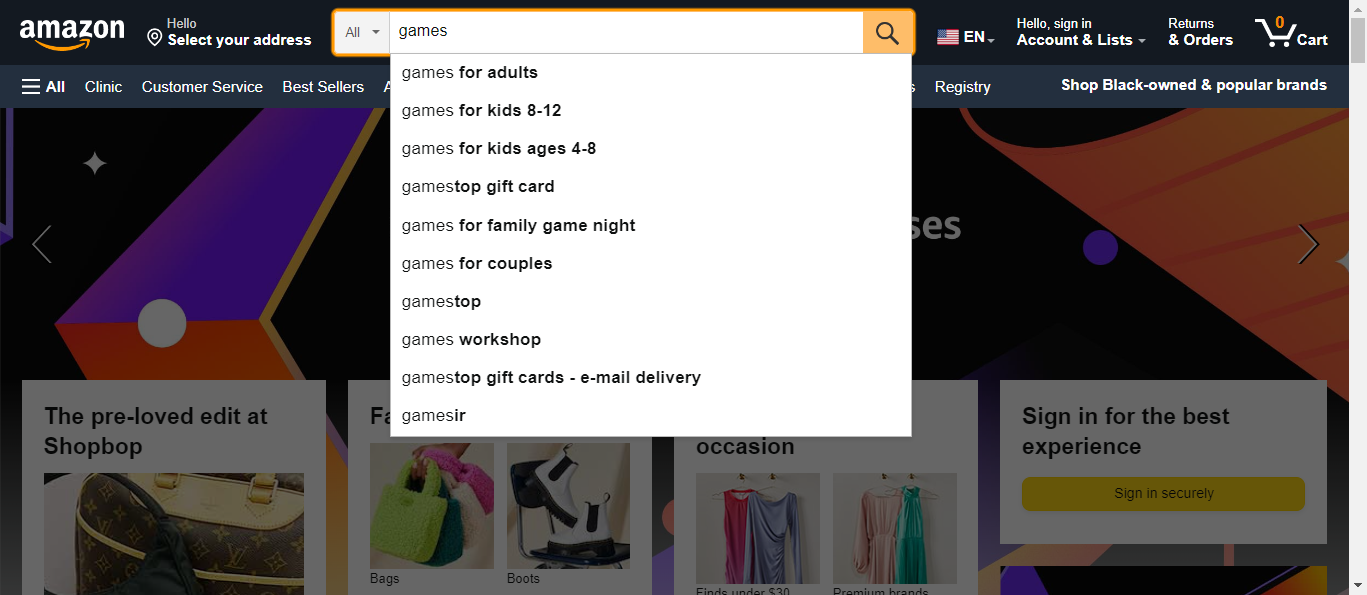 amazon
Hello
Select your address
All
games
EN
Hello, sign in
Account & Lists
Returns
& Orders
0
Cart
All
Clinic
Customer Service
Best Sellers
Registry
Shop Black-owned & popular brands
games for adults
games for kids 8-12
games for kids ages 4-8
gamestop gift card
games for family game night
games for couples
gamestop
games workshop
gamestop gift cards - e-mail delivery
gamesir
ses
The pre-loved edit at
Shopbop
Fa
occasion
Sign in for the best
experience
Sign in securely
Bags
Boots
Finds under $30
Premium brands